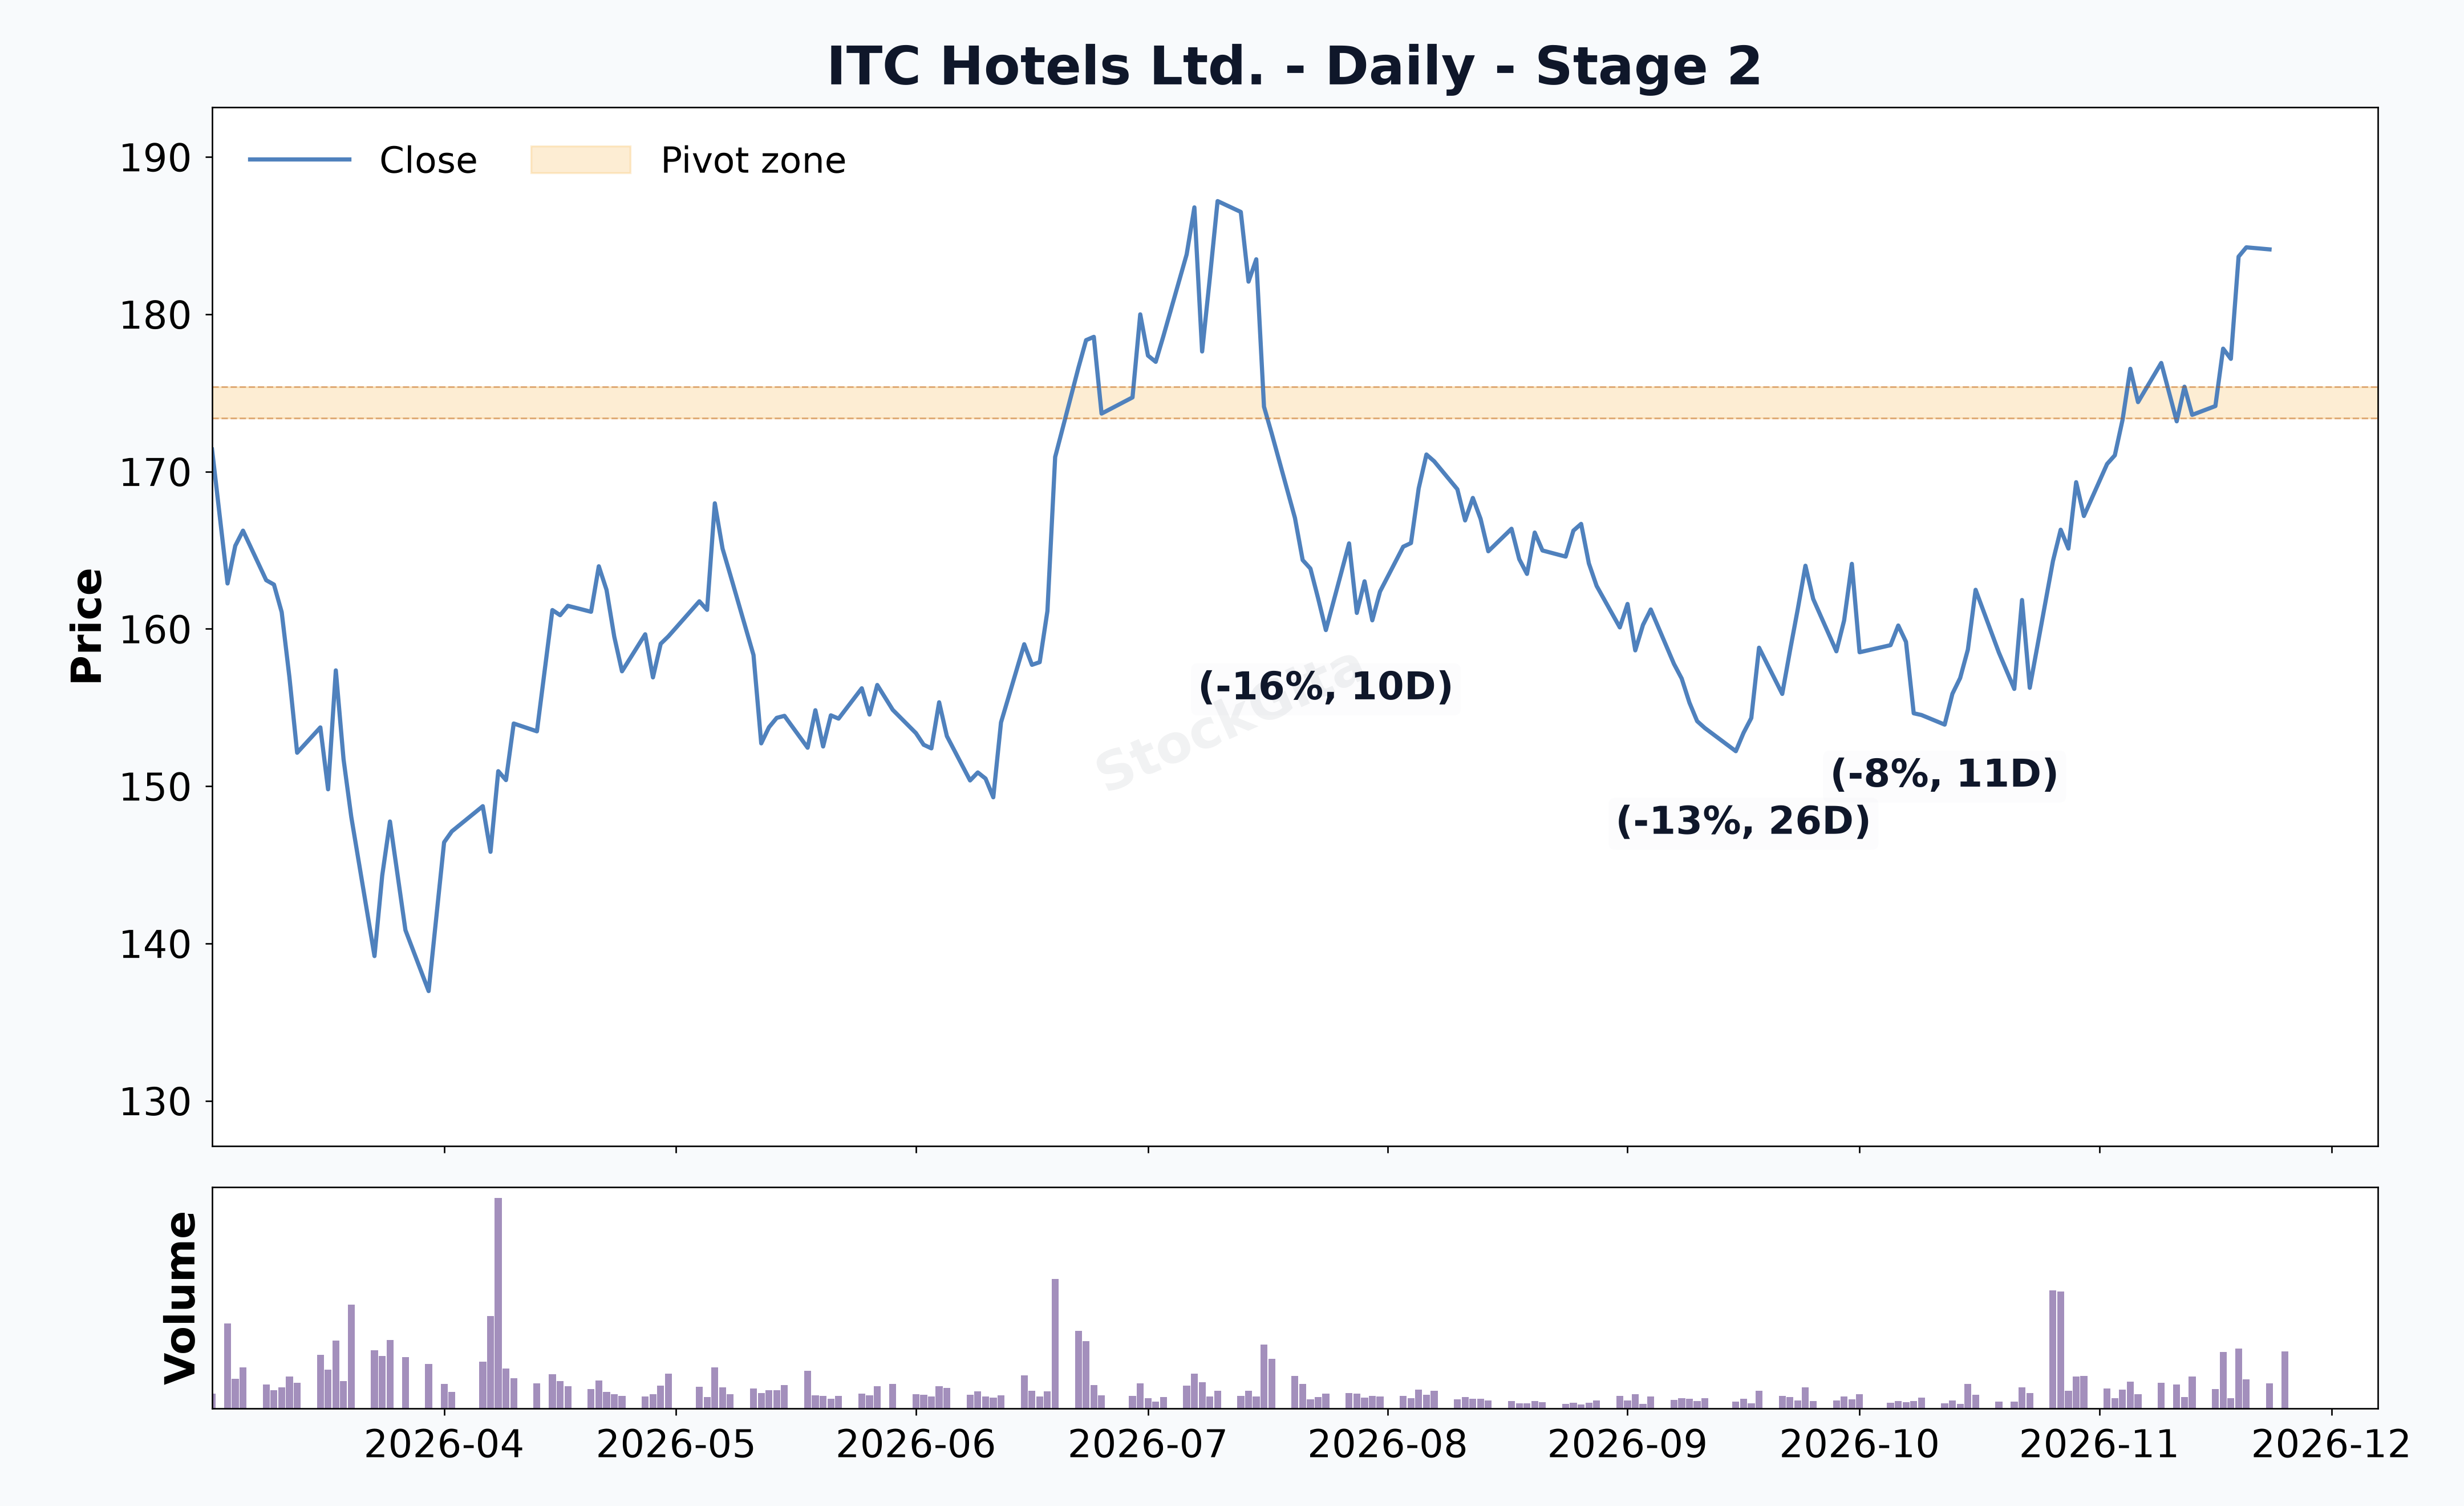 ITC Hotels Ltd. - Daily - Stage 2
Close
Pivot zone
190
180
170
160
150
140
130
Price
StockGita
(-16%, 10D)
(-8%, 11D)
(-13%, 26D)
Volume
2026-04 2026-05 2026-06 2026-07 2026-08 2026-09 2026-10 2026-11 2026-12